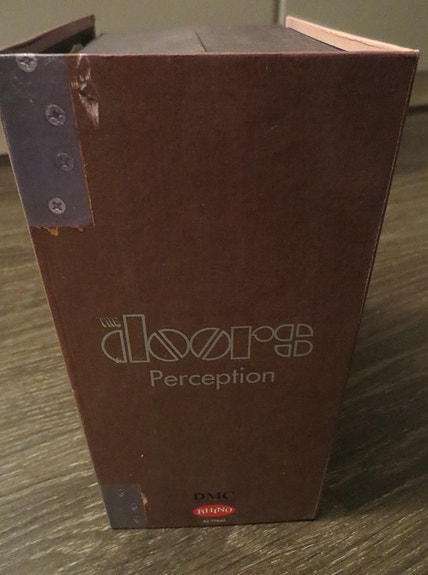 THE
doors
Perception
DMC
RHINO